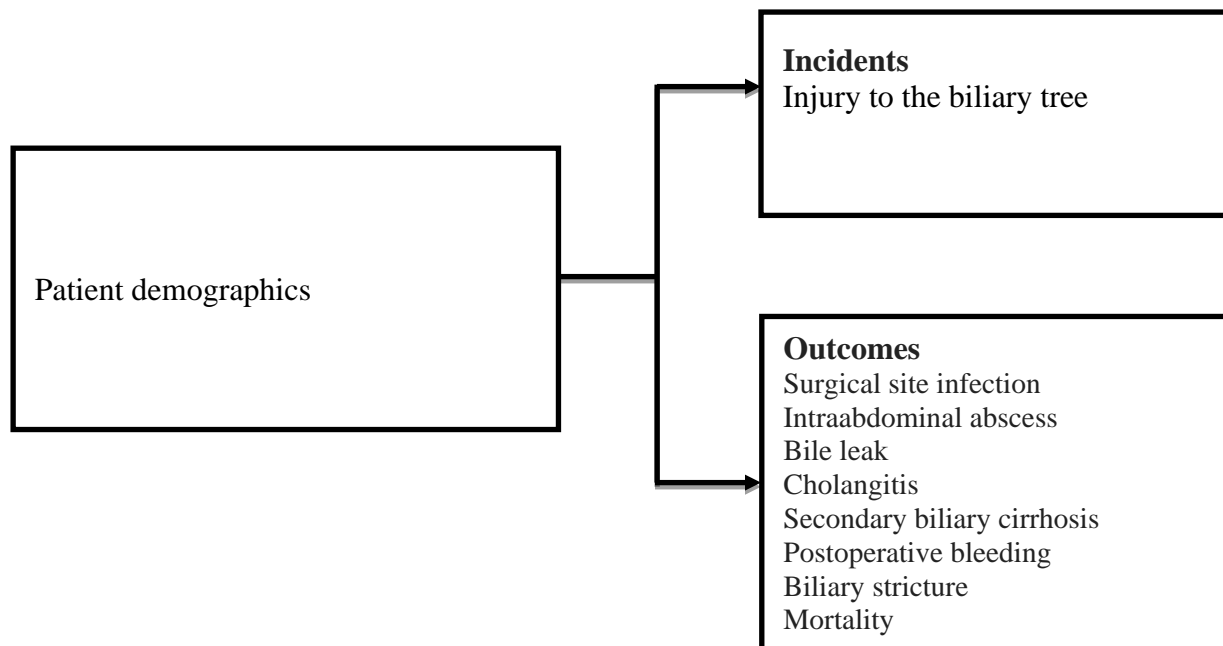 Incidents
Injury to the biliary tree
Patient demographics
Outcomes
Surgical site infection
Intraabdominal abscess
Bile leak
Cholangitis
Secondary biliary cirrhosis
Postoperative bleeding
Biliary stricture
Mortality